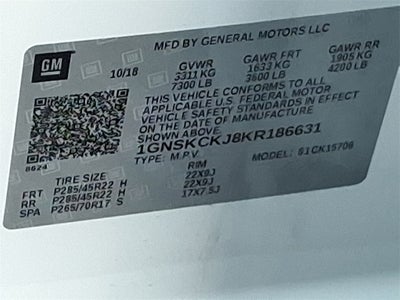 MFD BY GENERAL MOTORS LLC
GM 10/18 GVWR GAWR FRT GAWR RR
3311 KG 1633 KG 1905 KG
7300 LB 3600 LB 4200 LB
THIS VEHICLE CONFORMS TO ALL
APPLICABLE U.S. FEDERAL MOTOR
VEHICLE SAFETY STANDARDS IN EFFECT
ON THE DATE OF MANUFACTURE
SHOWN ABOVE.
1GNSKCKJ8KR186631
8624 TYPE: M.P.V. MODEL:
TIRE SIZE RIM
FRT P285/45R22 H 22X9J
RR P285/45R22 H 22X9J
SPA P265/70R17 S 17X7.5J